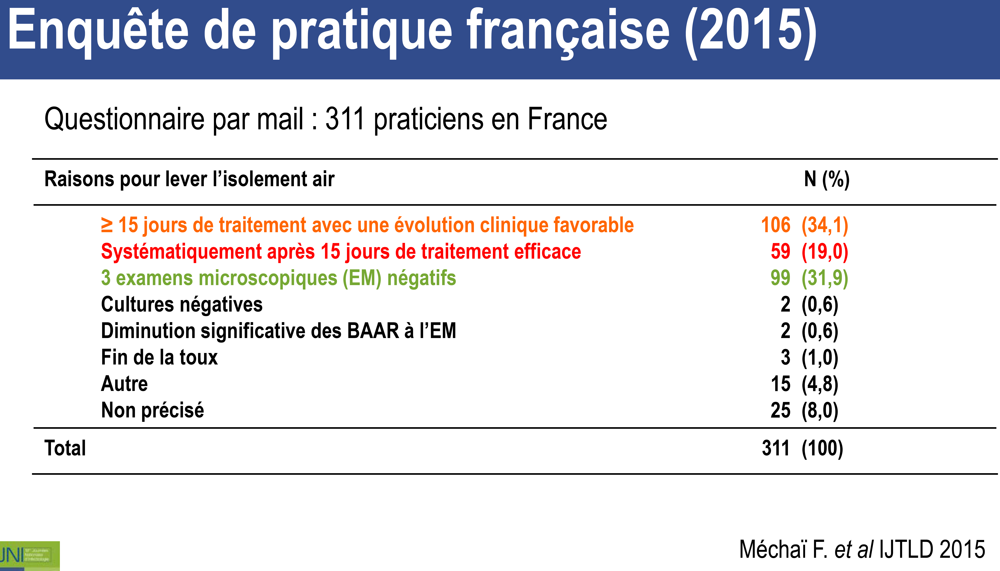 Enquête de pratique française (2015)
Questionnaire par mail : 311 praticiens en France
Raisons pour lever l’isolement air N (%)
≥ 15 jours de traitement avec une évolution clinique favorable 106 (34,1)
Systématiquement après 15 jours de traitement efficace 59 (19,0)
3 examens microscopiques (EM) négatifs 99 (31,9)
Cultures négatives 2 (0,6)
Diminution significative des BAAR à l’EM 2 (0,6)
Fin de la toux 3 (1,0)
Autre 15 (4,8)
Non précisé 25 (8,0)
Total 311 (100)
Méchaï F. et al IJTLD 2015
JNI
Journées
Nationales
d'Infectiologie